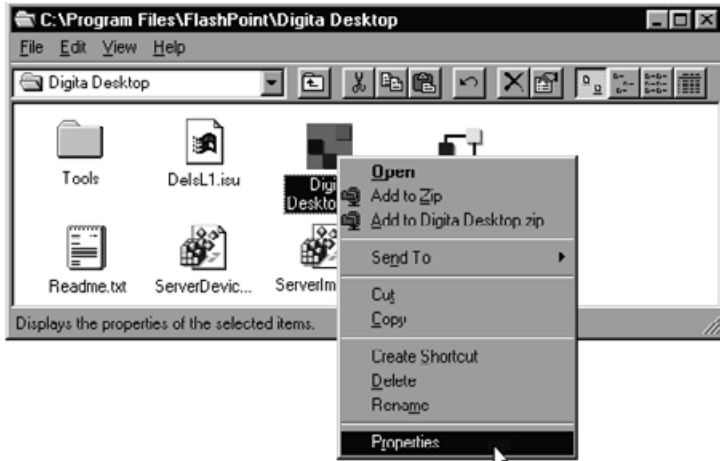 C:\Program Files\FlashPoint\Digita Desktop
File Edit View Help
Digita Desktop
Tools
DelsL1.isu
Readme.txt
ServerDevic...
Open
Add to Zip
Add to Digita Desktop.zip
Send To
Cut
Copy
Create Shortcut
Delete
Rename
Properties
Displays the properties of the selected items.